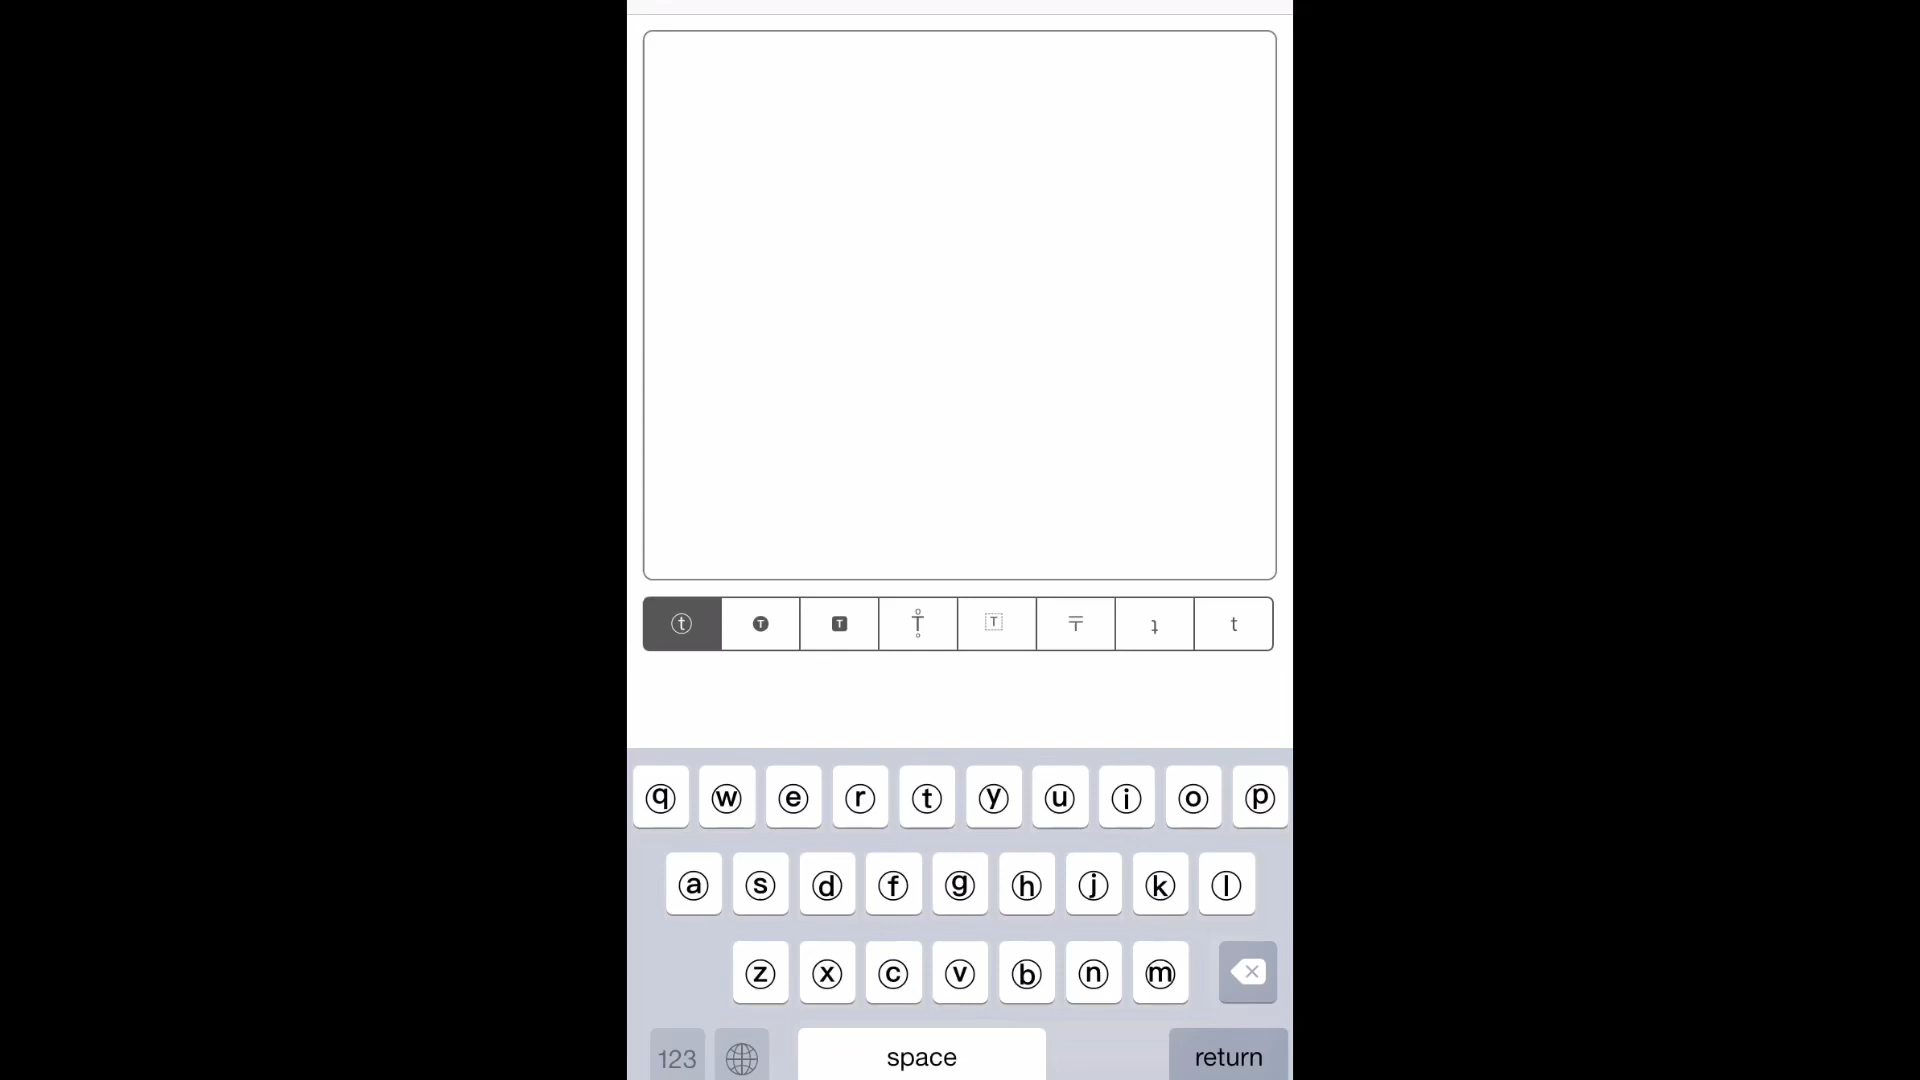 ⓣ 🅣 🆃 T̥̊ T⃣ 〒 ʇ t
ⓠ ⓦ ⓔ ⓡ ⓣ ⓨ ⓤ ⓘ ⓞ ⓟ
ⓐ ⓢ ⓓ ⓕ ⓖ ⓗ ⓙ ⓚ ⓛ
ⓩ ⓧ ⓒ ⓥ ⓑ ⓝ ⓜ
123 space return